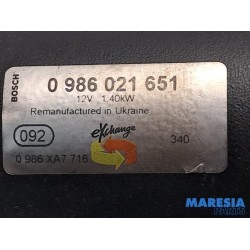 BOSCH
0 986 021 651
12V 1.40kW
Remanufactured in Ukraine
092
eXchange
340
0 986 XA7 716
MARESIA
PARTS